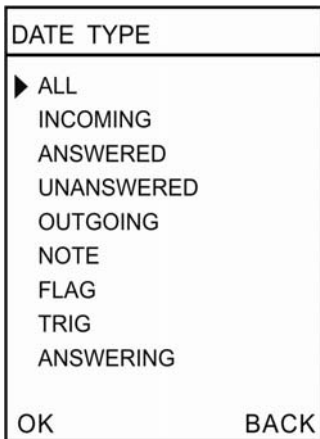 DATE TYPE
ALL
INCOMING
ANSWERED
UNANSWERED
OUTGOING
NOTE
FLAG
TRIG
ANSWERING
OK BACK